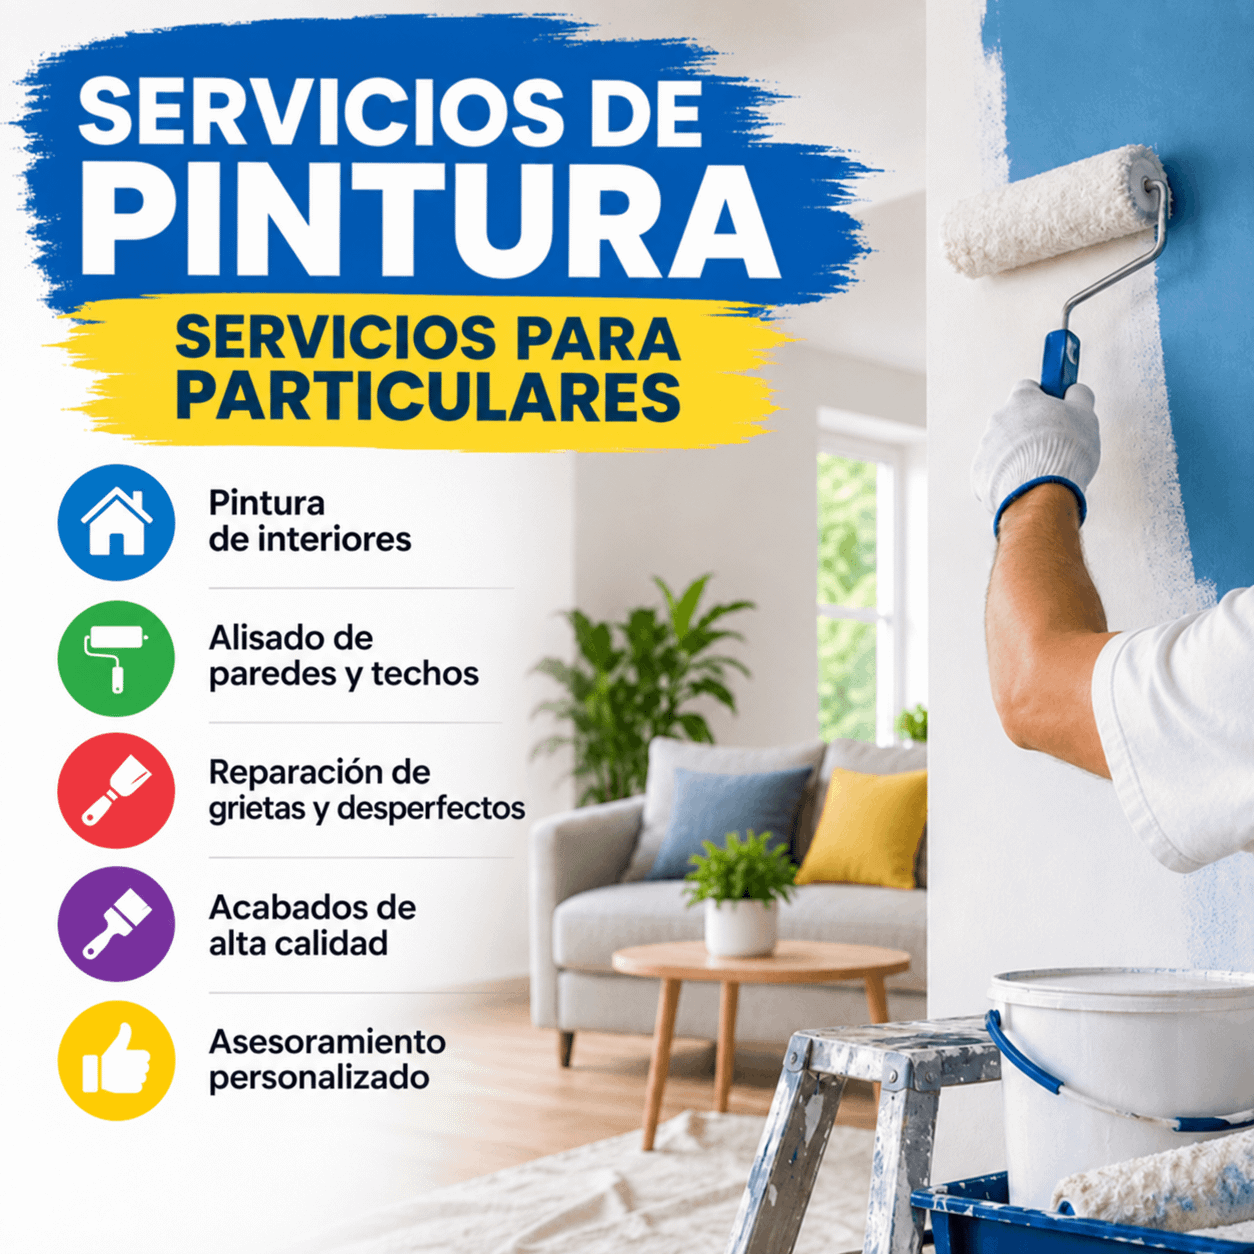 SERVICIOS DE
PINTURA
SERVICIOS PARA
PARTICULARES
Pintura
de interiores
Alisado de
paredes y techos
Reparación de
grietas y desperfectos
Acabados de
alta calidad
Asesoramiento
personalizado